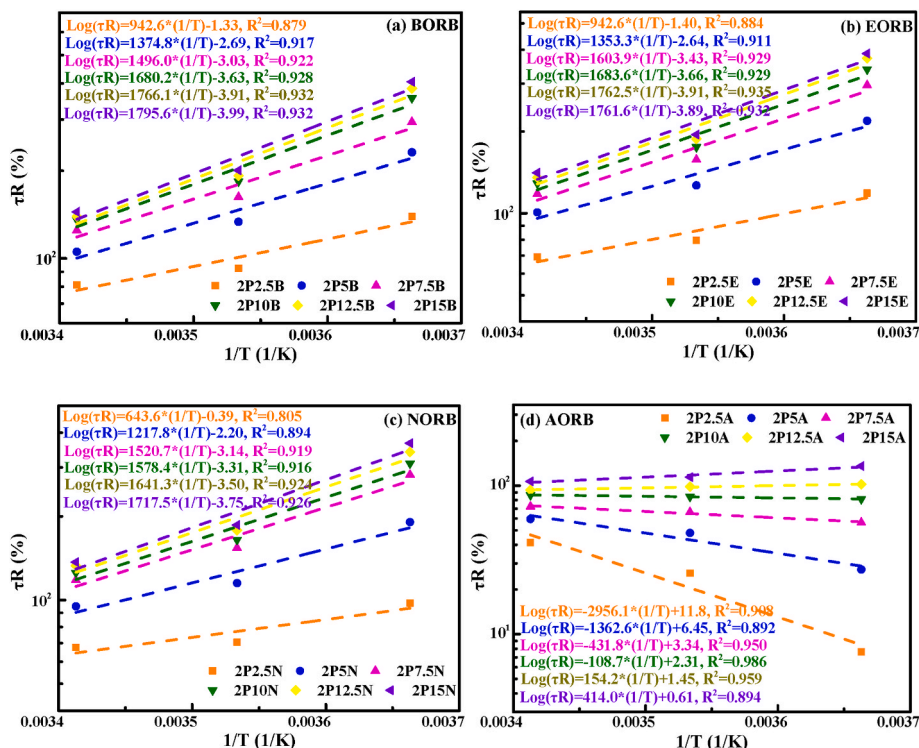 Log(τR)=942.6*(1/T)-1.33, R²=0.879
(a) BORB
Log(τR)=1374.8*(1/T)-2.69, R²=0.917
Log(τR)=1496.0*(1/T)-3.03, R²=0.922
Log(τR)=1680.2*(1/T)-3.63, R²=0.928
Log(τR)=1766.1*(1/T)-3.91, R²=0.932
Log(τR)=1795.6*(1/T)-3.99, R²=0.932
τR (%)
10²
2P2.5B 2P5B 2P7.5B
2P10B 2P12.5B 2P15B
0.0034 0.0035 0.0036 0.0037
1/T (1/K)
Log(τR)=942.6*(1/T)-1.40, R²=0.884
(b) EORB
Log(τR)=1353.3*(1/T)-2.64, R²=0.911
Log(τR)=1603.9*(1/T)-3.43, R²=0.929
Log(τR)=1683.6*(1/T)-3.66, R²=0.929
Log(τR)=1762.5*(1/T)-3.91, R²=0.935
Log(τR)=1761.6*(1/T)-3.89, R²=0.932
τR (%)
10²
2P2.5E 2P5E 2P7.5E
2P10E 2P12.5E 2P15E
0.0034 0.0035 0.0036 0.0037
1/T (1/K)
Log(τR)=643.6*(1/T)-0.39, R²=0.805
(c) NORB
Log(τR)=1217.8*(1/T)-2.20, R²=0.894
Log(τR)=1520.7*(1/T)-3.14, R²=0.919
Log(τR)=1578.4*(1/T)-3.31, R²=0.916
Log(τR)=1641.3*(1/T)-3.50, R²=0.924
Log(τR)=1717.5*(1/T)-3.75, R²=0.926
τR (%)
10²
2P2.5N 2P5N 2P7.5N
2P10N 2P12.5N 2P15N
0.0034 0.0035 0.0036 0.0037
1/T (1/K)
(d) AORB
2P2.5A 2P5A 2P7.5A
2P10A 2P12.5A 2P15A
τR (%)
10²
10¹
Log(τR)=-2956.1*(1/T)+11.8, R²=0.908
Log(τR)=-1362.6*(1/T)+6.45, R²=0.892
Log(τR)=-431.8*(1/T)+3.34, R²=0.950
Log(τR)=-108.7*(1/T)+2.31, R²=0.986
Log(τR)=154.2*(1/T)+1.45, R²=0.959
Log(τR)=414.0*(1/T)+0.61, R²=0.894
0.0034 0.0035 0.0036 0.0037
1/T (1/K)